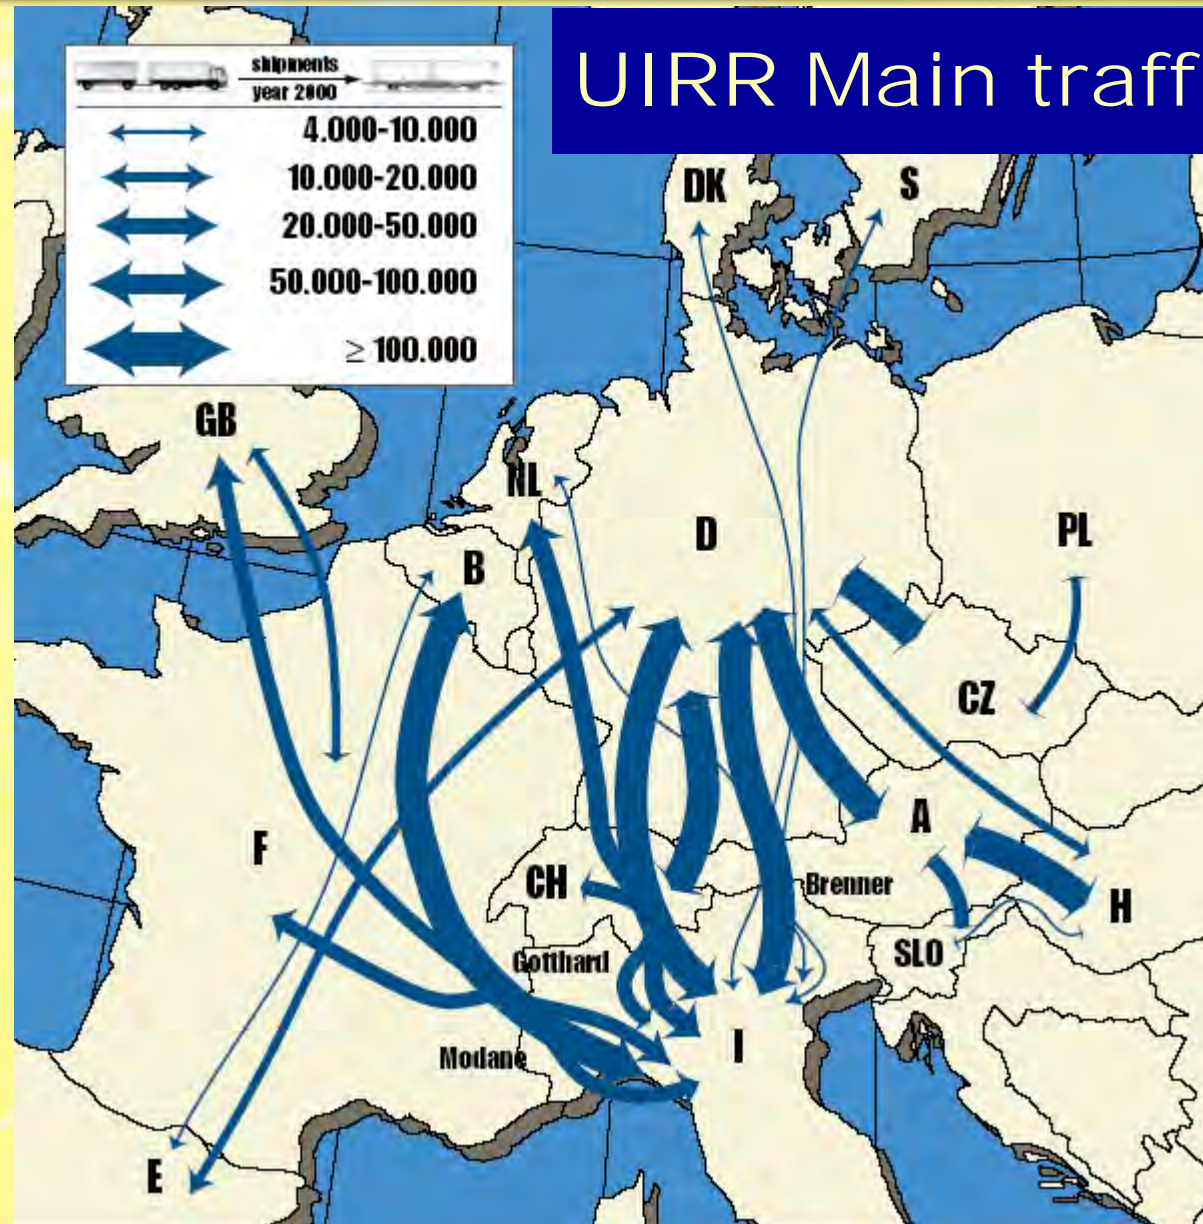 UIRR Main traff
shipments
year 2000
4.000-10.000
10.000-20.000
20.000-50.000
50.000-100.000
≥ 100.000
DK
S
GB
NL
D
PL
B
CZ
A
F
CH
Brenner
H
Gotthard
SLO
I
Modane
E